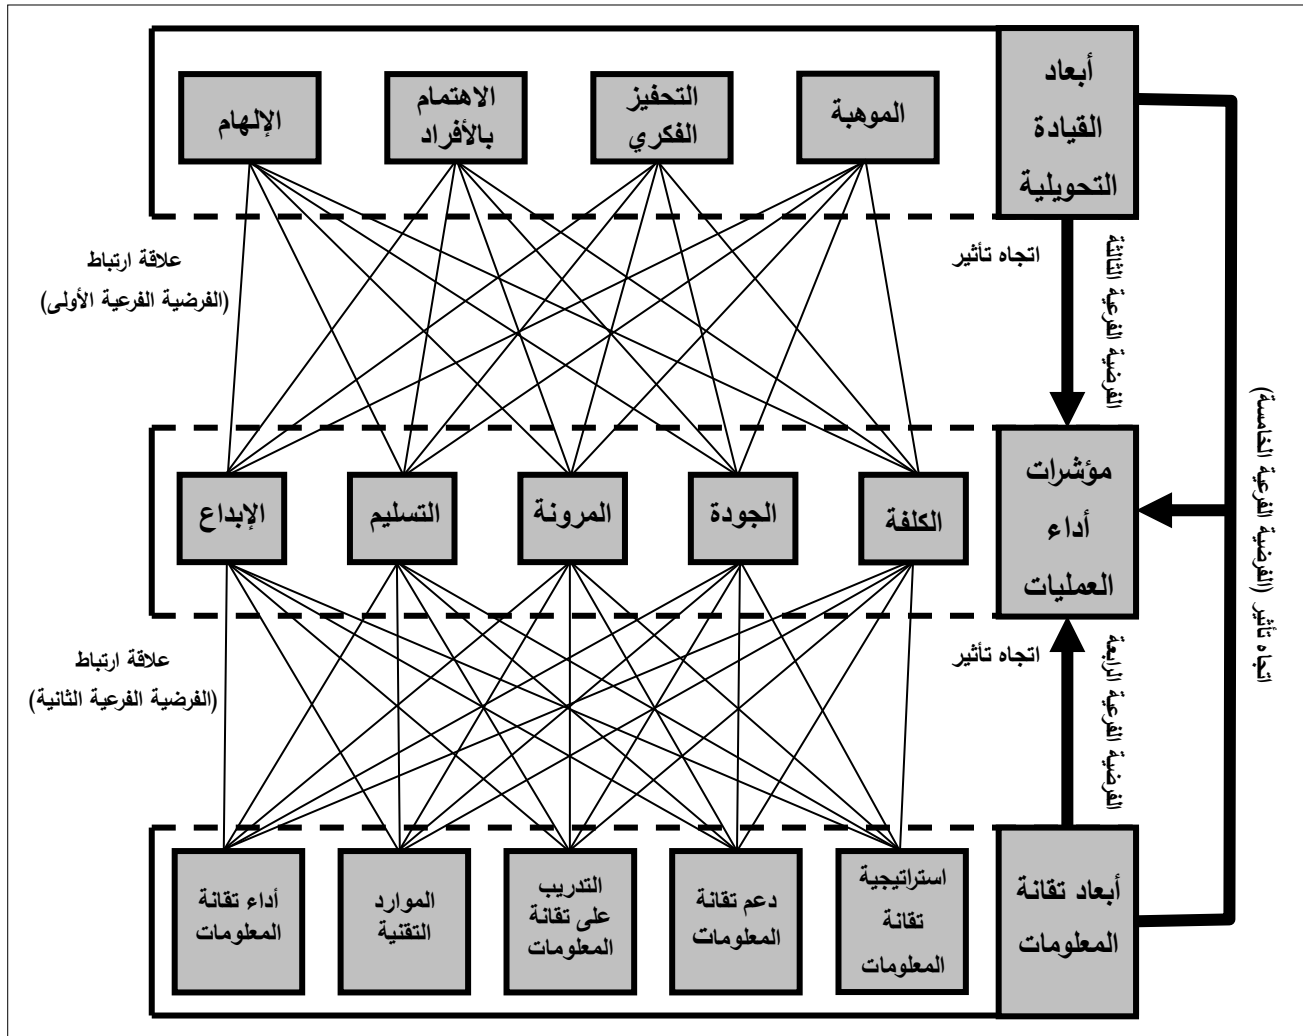 أبعاد
القيادة
التحويلية
الموهبة
التحفيز
الفكري
الاهتمام
بالأفراد
الإلهام
اتجاه تأثير
الفرضية الفرعية الثالثة
علاقة ارتباط
(الفرضية الفرعية الأولى)
مؤشرات
أداء
العمليات
الكلفة
الجودة
المرونة
التسليم
الإبداع
اتجاه تأثير (الفرضية الفرعية الخامسة)
اتجاه تأثير
الفرضية الفرعية الرابعة
علاقة ارتباط
(الفرضية الفرعية الثانية)
أبعاد تقانة
المعلومات
استراتيجية
تقانة
المعلومات
دعم تقانة
المعلومات
التدريب
على تقانة
المعلومات
الموارد
التقنية
أداء تقانة
المعلومات